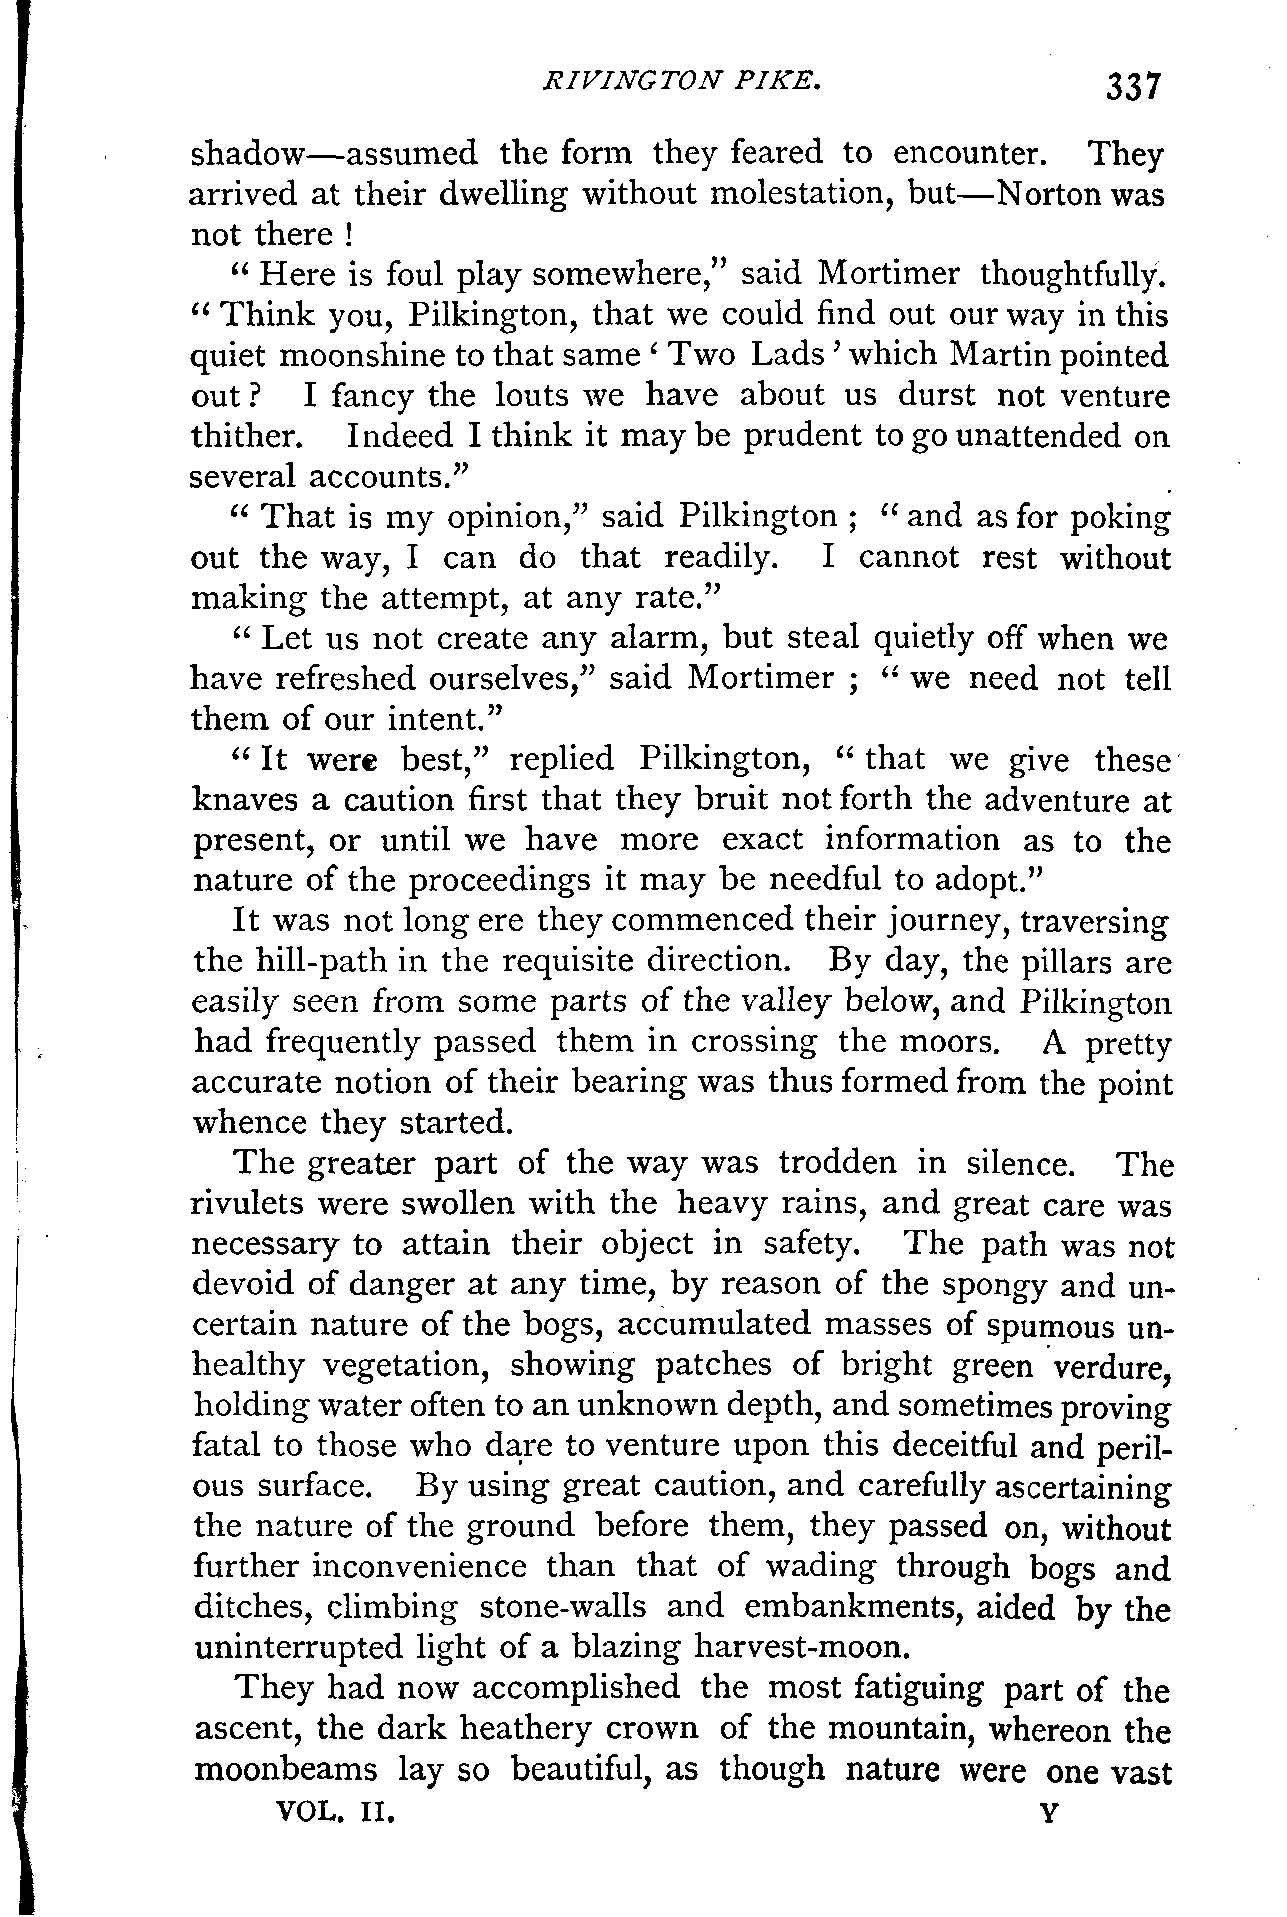 RIVINGTON PIKE. 337
shadow—assumed the form they feared to encounter. They
arrived at their dwelling without molestation, but—Norton was
not there !
“ Here is foul play somewhere,” said Mortimer thoughtfully.
“ Think you, Pilkington, that we could find out our way in this
quiet moonshine to that same ‘ Two Lads ’ which Martin pointed
out ? I fancy the louts we have about us durst not venture
thither. Indeed I think it may be prudent to go unattended on
several accounts.”
“ That is my opinion,” said Pilkington ; “ and as for poking
out the way, I can do that readily. I cannot rest without
making the attempt, at any rate.”
“ Let us not create any alarm, but steal quietly off when we
have refreshed ourselves,” said Mortimer ; “ we need not tell
them of our intent.”
“ It were best,” replied Pilkington, “ that we give these
knaves a caution first that they bruit not forth the adventure at
present, or until we have more exact information as to the
nature of the proceedings it may be needful to adopt.”
It was not long ere they commenced their journey, traversing
the hill-path in the requisite direction. By day, the pillars are
easily seen from some parts of the valley below, and Pilkington
had frequently passed them in crossing the moors. A pretty
accurate notion of their bearing was thus formed from the point
whence they started.
The greater part of the way was trodden in silence. The
rivulets were swollen with the heavy rains, and great care was
necessary to attain their object in safety. The path was not
devoid of danger at any time, by reason of the spongy and un-
certain nature of the bogs, accumulated masses of spumous un-
healthy vegetation, showing patches of bright green verdure,
holding water often to an unknown depth, and sometimes proving
fatal to those who dare to venture upon this deceitful and peril-
ous surface. By using great caution, and carefully ascertaining
the nature of the ground before them, they passed on, without
further inconvenience than that of wading through bogs and
ditches, climbing stone-walls and embankments, aided by the
uninterrupted light of a blazing harvest-moon.
They had now accomplished the most fatiguing part of the
ascent, the dark heathery crown of the mountain, whereon the
moonbeams lay so beautiful, as though nature were one vast
VOL. II. Y